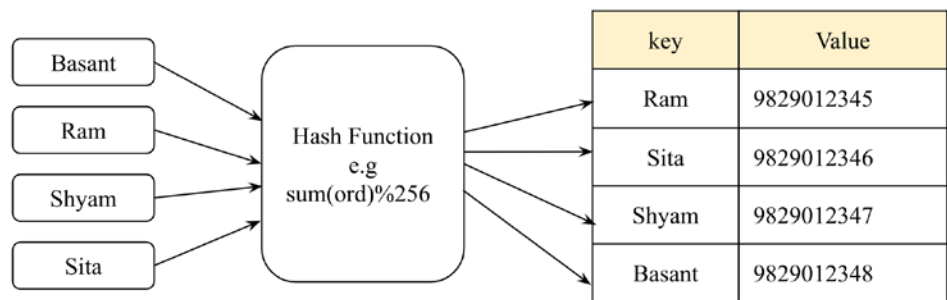 Basant
Ram
Shyam
Sita
Hash Function
e.g
sum(ord)%256
key Value
Ram 9829012345
Sita 9829012346
Shyam 9829012347
Basant 9829012348